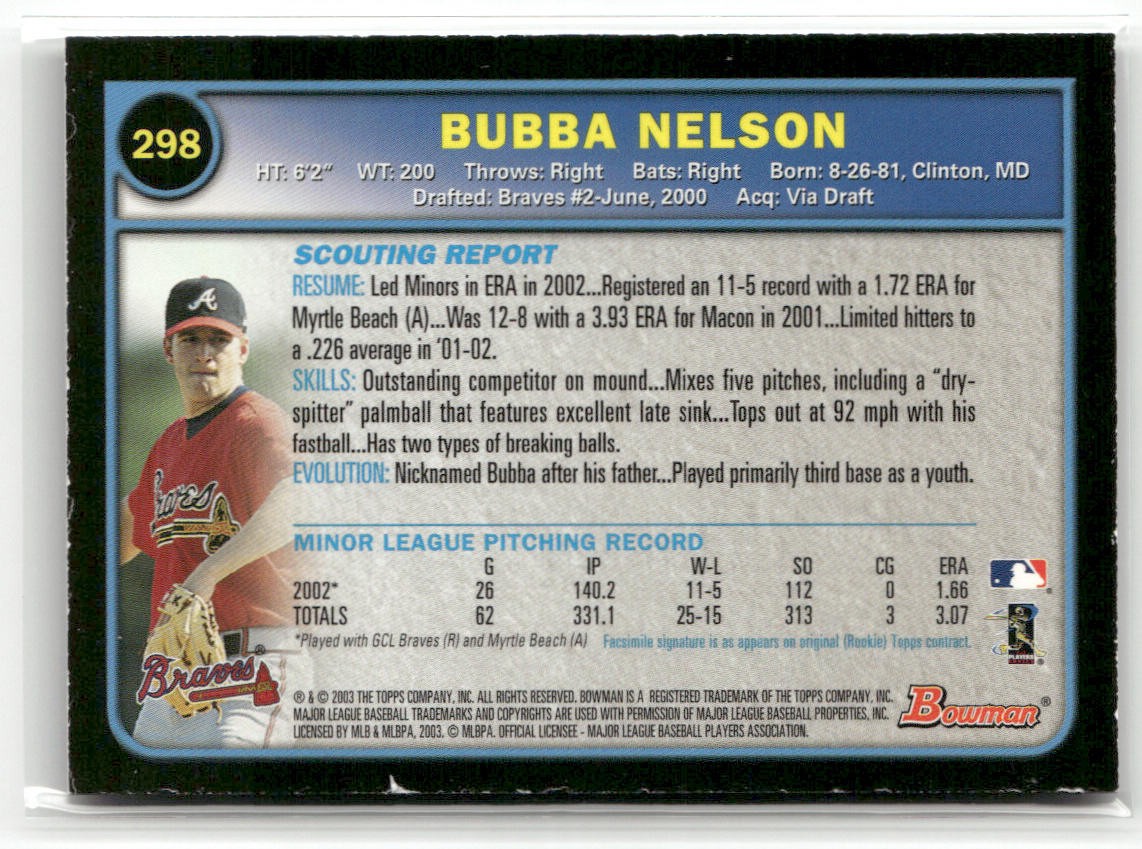 298
BUBBA NELSON
HT: 6'2" WT: 200 Throws: Right Bats: Right Born: 8-26-81, Clinton, MD
Drafted: Braves #2-June, 2000 Acq: Via Draft
SCOUTING REPORT
RESUME: Led Minors in ERA in 2002...Registered an 11-5 record with a 1.72 ERA for
Myrtle Beach (A)...Was 12-8 with a 3.93 ERA for Macon in 2001...Limited hitters to
a .226 average in '01-02.
SKILLS: Outstanding competitor on mound...Mixes five pitches, including a "dry-
spitter" palmball that features excellent late sink...Tops out at 92 mph with his
fastball...Has two types of breaking balls.
EVOLUTION: Nicknamed Bubba after his father...Played primarily third base as a youth.
A
Braves
MINOR LEAGUE PITCHING RECORD
G IP W-L SO CG ERA
2002* 26 140.2 11-5 112 0 1.66
TOTALS 62 331.1 25-15 313 3 3.07
*Played with GCL Braves (R) and Myrtle Beach (A) Facsimile signature is as appears on original (Rookie) Topps contract.
PLAYERS CHOICE ®
Braves ®
® & © 2003 THE TOPPS COMPANY, INC. ALL RIGHTS RESERVED. BOWMAN IS A REGISTERED TRADEMARK OF THE TOPPS COMPANY, INC.
MAJOR LEAGUE BASEBALL TRADEMARKS AND COPYRIGHTS ARE USED WITH PERMISSION OF MAJOR LEAGUE BASEBALL PROPERTIES, INC.
LICENSED BY MLB & MLBPA, 2003. © MLBPA. OFFICIAL LICENSEE - MAJOR LEAGUE BASEBALL PLAYERS ASSOCIATION.
Bowman ®